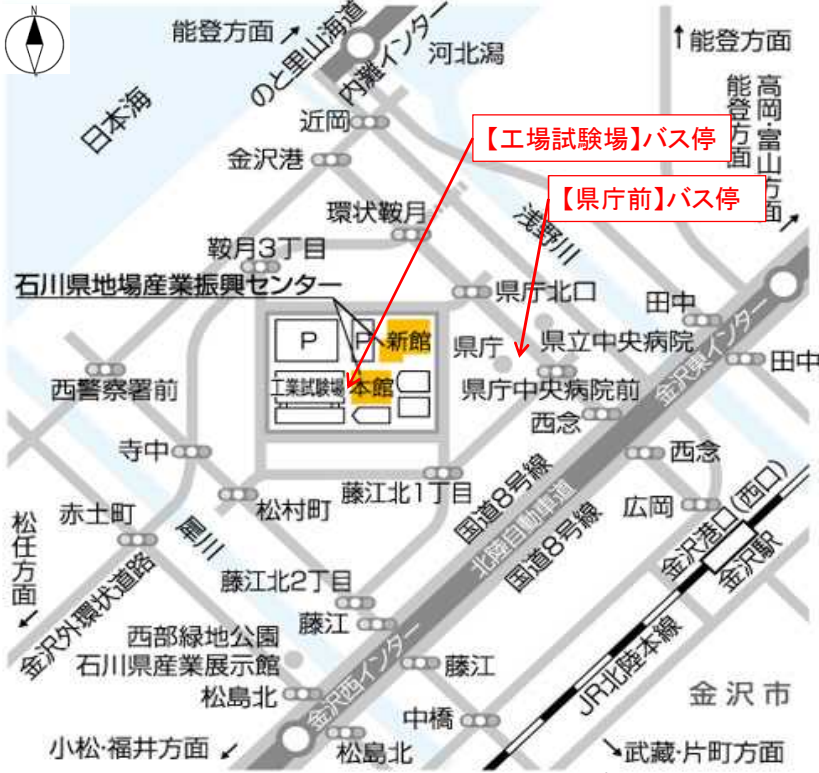 N
能登方面
のと里山海道
内灘インター
河北潟
能登方面
高岡・富山方面
能登方面
日本海
近岡
金沢港
【工場試験場】バス停
【県庁前】バス停
環状鞍月
浅野川
鞍月3丁目
石川県地場産業振興センター
県庁北口
田中
金沢東インター
P
P
新館
県庁
県立中央病院
田中
西警察署前
工業試験場
本館
県庁中央病院前
西念
寺中
西念
藤江北1丁目
国道8号線
北陸自動車道
国道8号線
広岡
金沢港口(西口)
金沢駅
松村町
赤土町
松任方面
金沢外環状道路
藤江北2丁目
藤江
西部緑地公園
石川県産業展示館
藤江
JR北陸本線
金沢市
松島北
金沢西インター
中橋
小松・福井方面
松島北
武蔵・片町方面